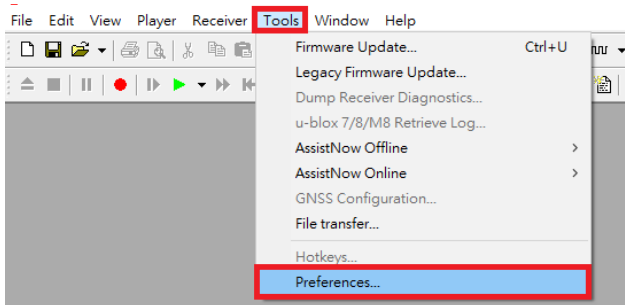 File Edit View Player Receiver Tools Window Help
Firmware Update... Ctrl+U
Legacy Firmware Update...
Dump Receiver Diagnostics...
u-blox 7/8/M8 Retrieve Log...
AssistNow Offline
AssistNow Online
GNSS Configuration...
File transfer...
Hotkeys...
Preferences...